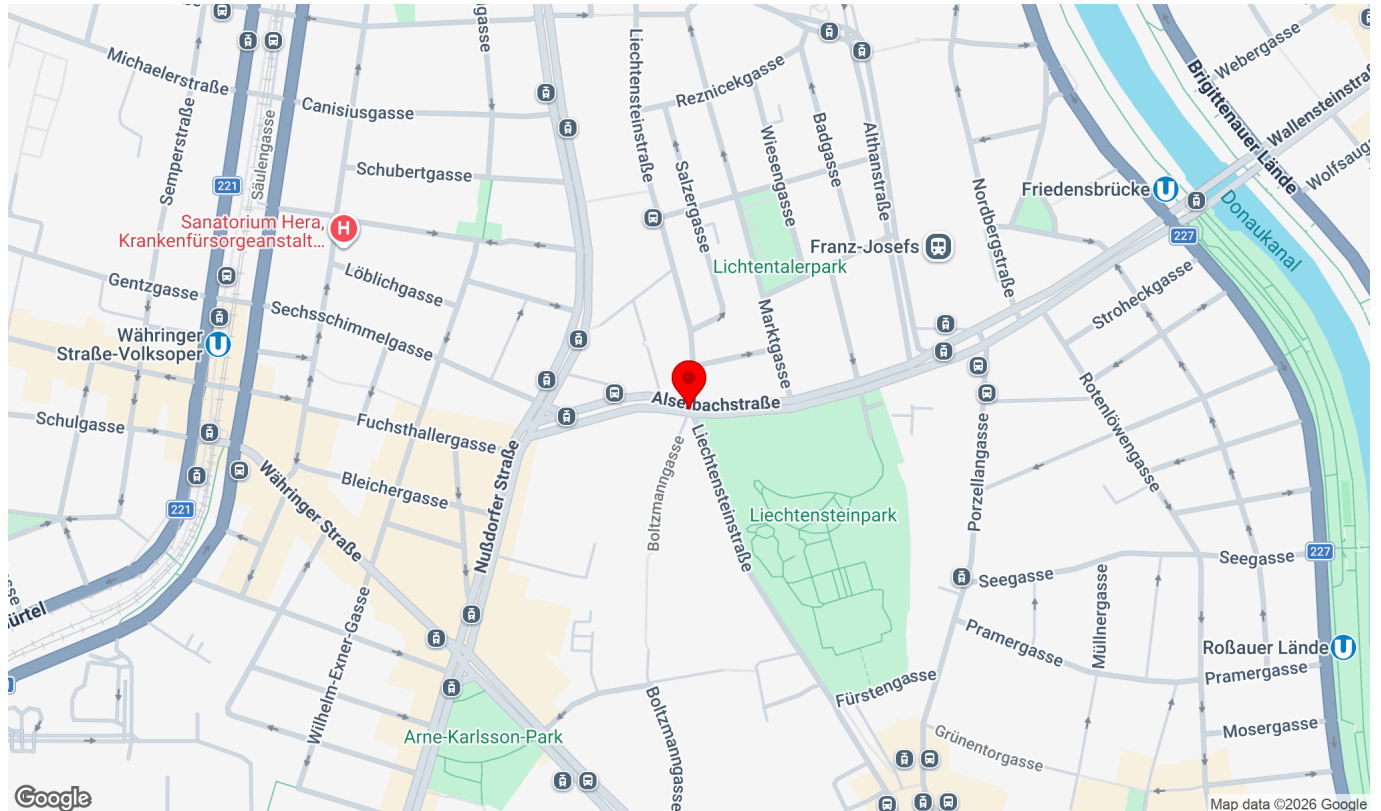 Michaelerstraße
Canisiusgasse
Liechtensteinstraße
Reznicekgasse
Webergasse
Brigittenauer Lände
Wallensteinstraß
Semperstraße
Säulengasse
221
Schubertgasse
Salzergasse
Wiesengasse
Badgasse
Althanstraße
Nordbergstraße
Friedensbrücke
U
Wolfsaug
Donaukanal
227
Sanatorium Hera,
Krankenfürsorgeanstalt...
H
Franz-Josefs
Lichtentalerpark
Gentzgasse
Löblichgasse
Sechsschimmelgasse
Marktgasse
Stroheckgasse
Währinger
Straße-Volksoper
U
Alserbachstraße
Rotenlöwengasse
Schulgasse
Fuchsthallergasse
Bleichergasse
Währinger Straße
Nußdorfer Straße
Boltzmanngasse
Liechtensteinstraße
Liechtensteinpark
Porzellangasse
221
Seegasse
Seegasse
227
Wilhelm-Exner-Gasse
Pramergasse
Müllnergasse
Roßauer Lände
U
Pramergasse
Fürstengasse
Boltzmanngasse
Arne-Karlsson-Park
Grünentorgasse
Mosergasse
Google
Map data ©2026 Google